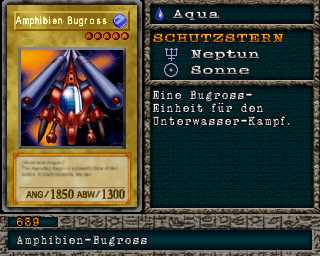 Amphibien-Bugross
ANG/1850 ABW/1300
Aqua
SCHUTZSTERN
Neptun
Sonne
Eine Bugross-
Einheit für den
Unterwasser-Kampf.
639
Amphibien-Bugross